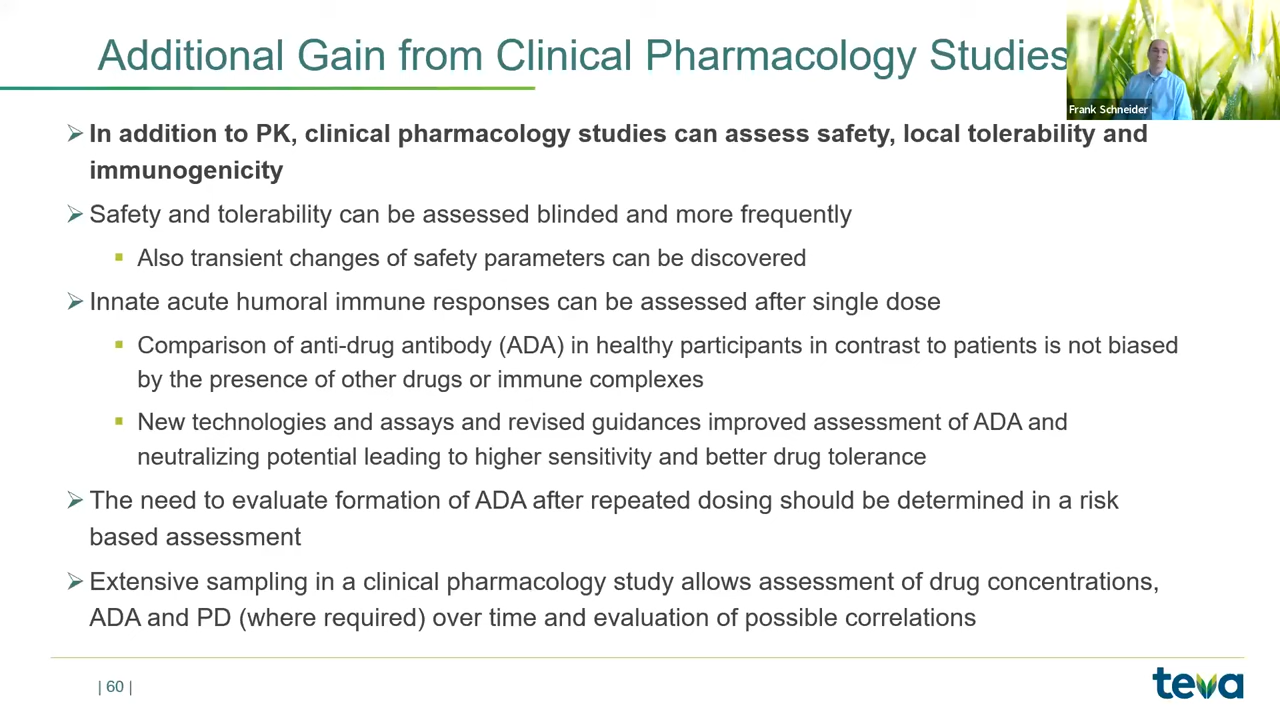 Additional Gain from Clinical Pharmacology Studies
Frank Schneider
In addition to PK, clinical pharmacology studies can assess safety, local tolerability and
immunogenicity
Safety and tolerability can be assessed blinded and more frequently
Also transient changes of safety parameters can be discovered
Innate acute humoral immune responses can be assessed after single dose
Comparison of anti-drug antibody (ADA) in healthy participants in contrast to patients is not biased
by the presence of other drugs or immune complexes
New technologies and assays and revised guidances improved assessment of ADA and
neutralizing potential leading to higher sensitivity and better drug tolerance
The need to evaluate formation of ADA after repeated dosing should be determined in a risk
based assessment
Extensive sampling in a clinical pharmacology study allows assessment of drug concentrations,
ADA and PD (where required) over time and evaluation of possible correlations
| 60 |
teva